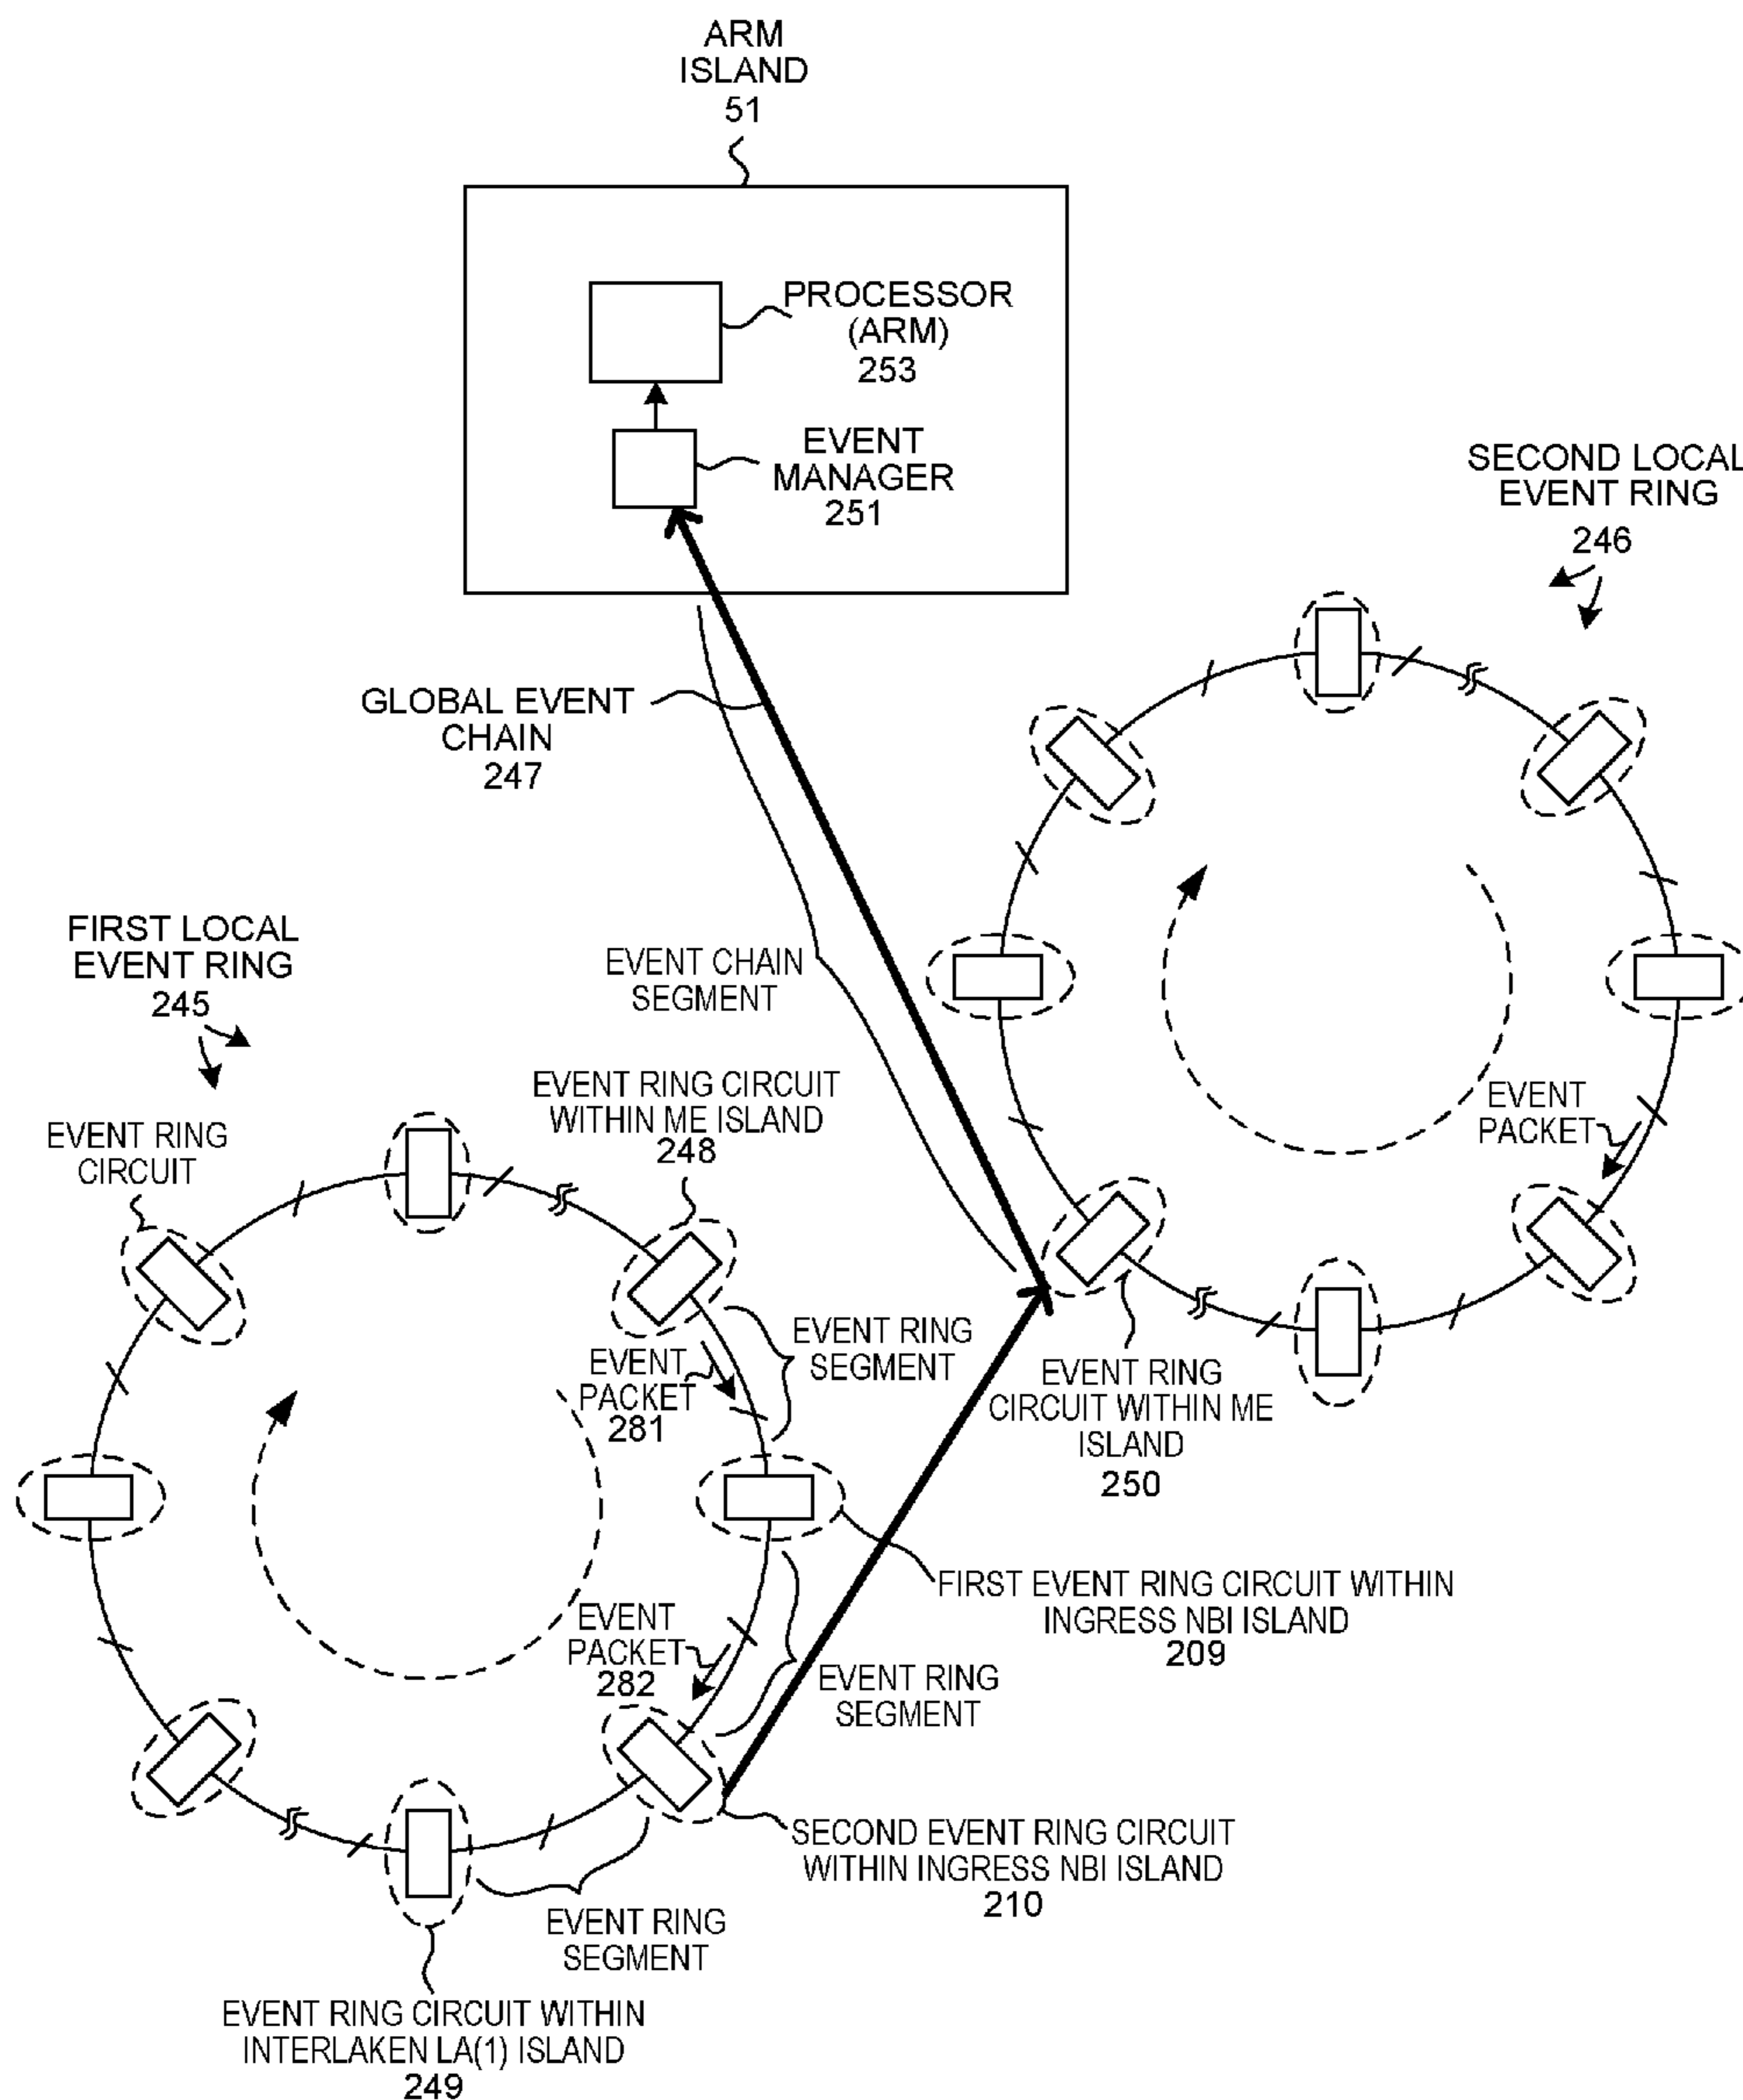 ARM
ISLAND
51
PROCESSOR
(ARM)
253
EVENT
MANAGER
251
SECOND LOCAL
EVENT RING
246
GLOBAL EVENT
CHAIN
247
FIRST LOCAL
EVENT RING
245
EVENT CHAIN
SEGMENT
EVENT RING CIRCUIT
WITHIN ME ISLAND
248
EVENT
PACKET
EVENT RING
CIRCUIT
EVENT RING
SEGMENT
EVENT
PACKET
281
EVENT RING
CIRCUIT WITHIN ME
ISLAND
250
FIRST EVENT RING CIRCUIT WITHIN
INGRESS NBI ISLAND
209
EVENT
PACKET
282
EVENT RING
SEGMENT
SECOND EVENT RING CIRCUIT
WITHIN INGRESS NBI ISLAND
210
EVENT RING
SEGMENT
EVENT RING CIRCUIT WITHIN
INTERLAKEN LA(1) ISLAND
249